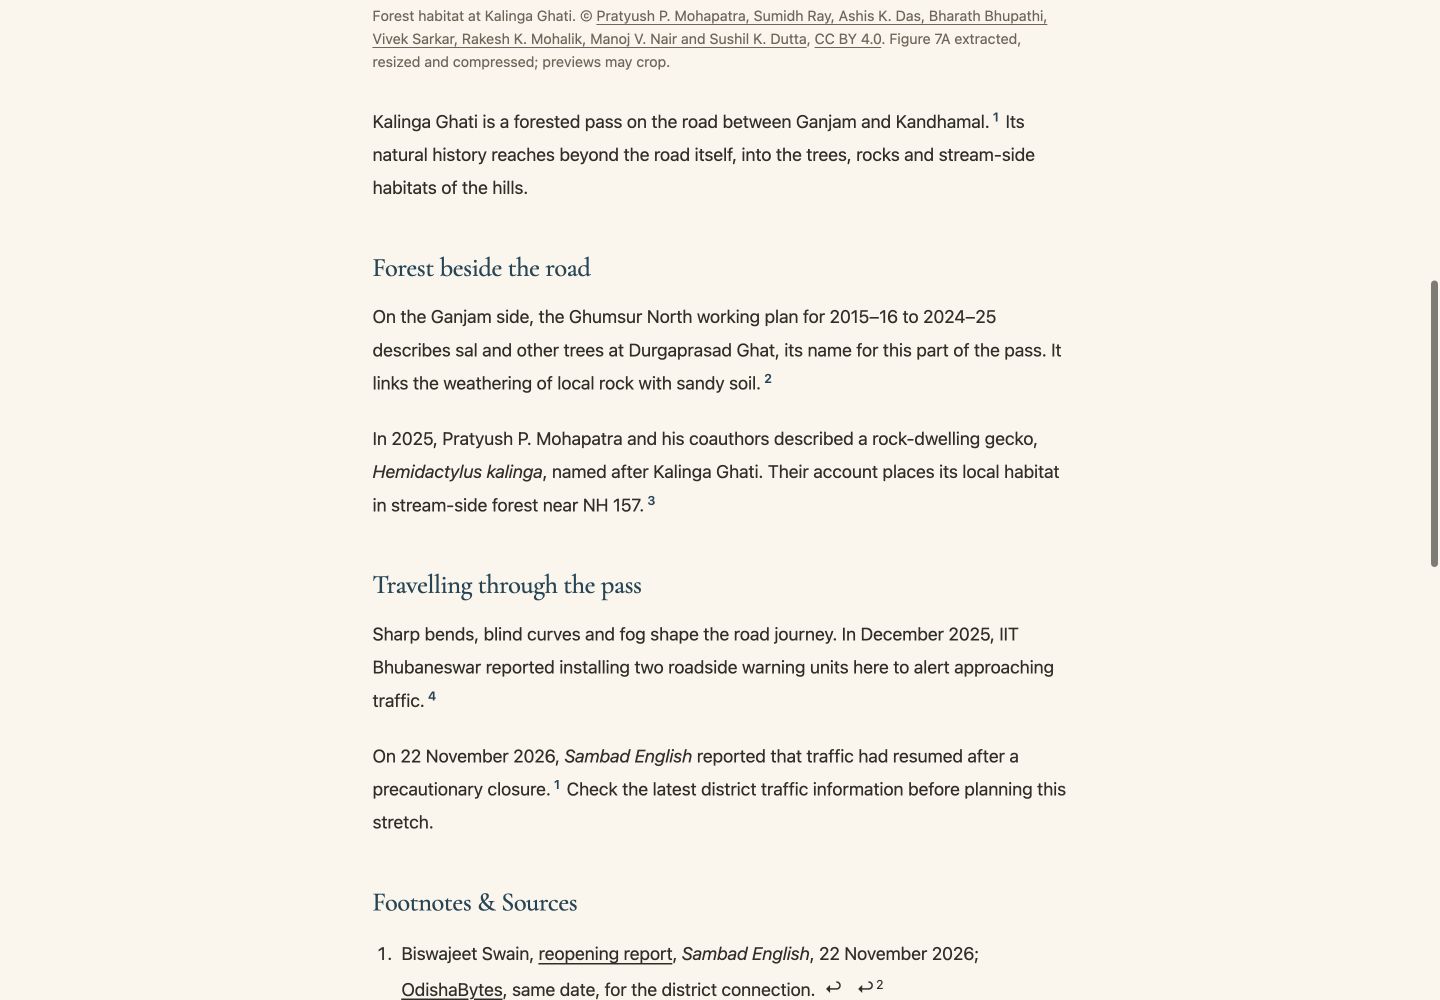 Forest habitat at Kalinga Ghati. © Pratyush P. Mohapatra, Sumidh Ray, Ashis K. Das, Bharath Bhupathi,
Vivek Sarkar, Rakesh K. Mohalik, Manoj V. Nair and Sushil K. Dutta, CC BY 4.0. Figure 7A extracted,
resized and compressed; previews may crop.
Kalinga Ghati is a forested pass on the road between Ganjam and Kandhamal. 1 Its
natural history reaches beyond the road itself, into the trees, rocks and stream-side
habitats of the hills.
Forest beside the road
On the Ganjam side, the Ghumsur North working plan for 2015–16 to 2024–25
describes sal and other trees at Durgaprasad Ghat, its name for this part of the pass. It
links the weathering of local rock with sandy soil. 2
In 2025, Pratyush P. Mohapatra and his coauthors described a rock-dwelling gecko,
Hemidactylus kalinga, named after Kalinga Ghati. Their account places its local habitat
in stream-side forest near NH 157. 3
Travelling through the pass
Sharp bends, blind curves and fog shape the road journey. In December 2025, IIT
Bhubaneswar reported installing two roadside warning units here to alert approaching
traffic. 4
On 22 November 2026, Sambad English reported that traffic had resumed after a
precautionary closure. 1 Check the latest district traffic information before planning this
stretch.
Footnotes & Sources
1. Biswajeet Swain, reopening report, Sambad English, 22 November 2026;
OdishaBytes, same date, for the district connection. ↩ ↩2